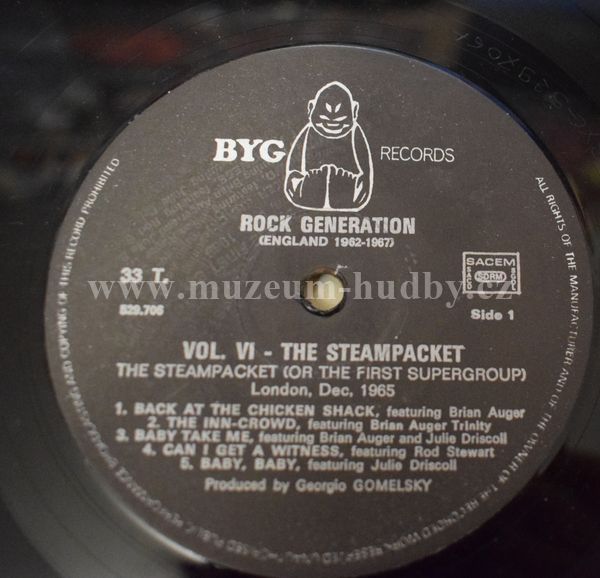 BYG RECORDS
ROCK GENERATION
(ENGLAND 1962-1967)
33 T.
529.706
SACEM
SACD
SDRM
SGDL
Side 1
www.muzeum-hudby.cz
VOL. VI - THE STEAMPACKET
THE STEAMPACKET (OR THE FIRST SUPERGROUP)
London, Dec, 1965
1. BACK AT THE CHICKEN SHACK, featuring Brian Auger
2. THE INN-CROWD, featuring Brian Auger Trinity
3. BABY TAKE ME, featuring Brian Auger and Julie Driscoll
4. CAN I GET A WITNESS, featuring Rod Stewart
5. BABY, BABY, featuring Julie Driscoll
Produced by Georgio GOMELSKY
ALL RIGHTS OF THE MANUFACTURER AND OF THE OWNER OF THE RECORDED WORK RESERVED
COPYING OF THIS RECORD PROHIBITED